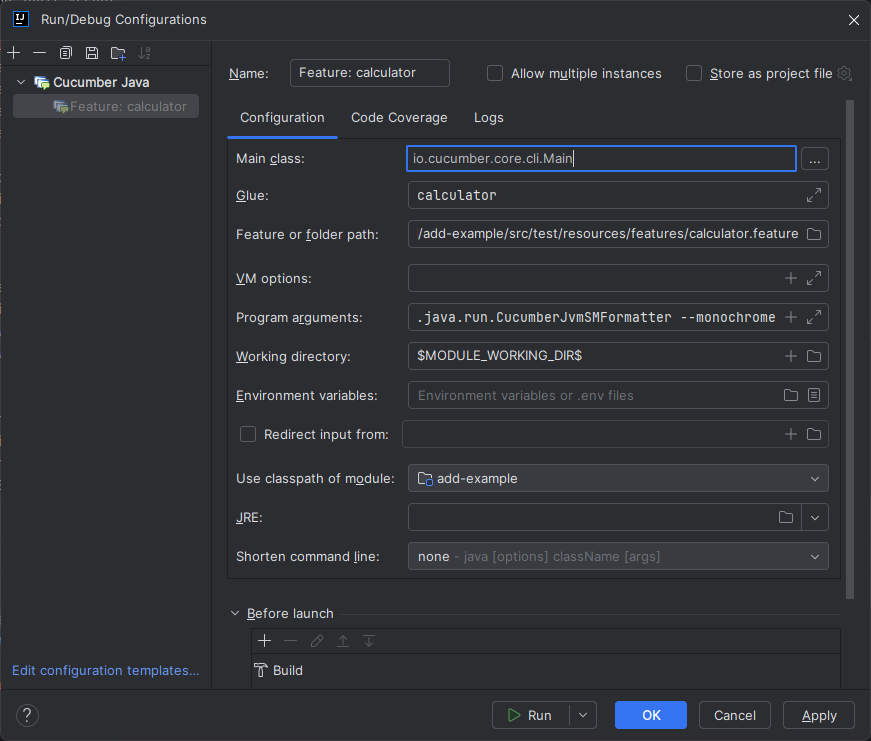 Run/Debug Configurations
Cucumber Java
Feature: calculator
Edit configuration templates...
Name: Feature: calculator Allow multiple instances Store as project file
Configuration Code Coverage Logs
Main class: io.cucumber.core.cli.Main ...
Glue: calculator
Feature or folder path: /add-example/src/test/resources/features/calculator.feature
VM options:
Program arguments: .java.run.CucumberJvmSMFormatter --monochrome
Working directory: $MODULE_WORKING_DIR$
Environment variables: Environment variables or .env files
Redirect input from:
Use classpath of module: add-example
JRE:
Shorten command line: none - java [options] className [args]
Before launch
Build
? Run OK Cancel Apply